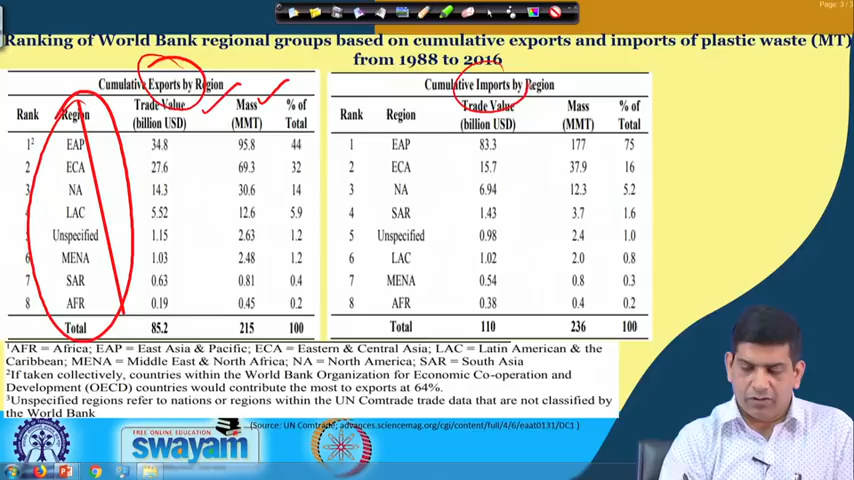 Page: 3 / 3
Ranking of World Bank regional groups based on cumulative exports and imports of plastic waste (MT)
from 1988 to 2016
Cumulative Exports by Region
Rank Region Trade Value (billion USD) Mass (MMT) % of Total
1² EAP 34.8 95.8 44
2 ECA 27.6 69.3 32
3 NA 14.3 30.6 14
LAC 5.52 12.6 5.9
Unspecified 1.15 2.63 1.2
6 MENA 1.03 2.48 1.2
7 SAR 0.63 0.81 0.4
8 AFR 0.19 0.45 0.2
Total 85.2 215 100
Cumulative Imports by Region
Rank Region Trade Value (billion USD) Mass (MMT) % of Total
1 EAP 83.3 177 75
2 ECA 15.7 37.9 16
3 NA 6.94 12.3 5.2
4 SAR 1.43 3.7 1.6
5 Unspecified 0.98 2.4 1.0
6 LAC 1.02 2.0 0.8
7 MENA 0.54 0.8 0.3
8 AFR 0.38 0.4 0.2
Total 110 236 100
¹AFR = Africa; EAP = East Asia & Pacific; ECA = Eastern & Central Asia; LAC = Latin American & the
Caribbean; MENA = Middle East & North Africa; NA = North America; SAR = South Asia
²If taken collectively, countries within the World Bank Organization for Economic Co-operation and
Development (OECD) countries would contribute the most to exports at 64%.
³Unspecified regions refer to nations or regions within the UN Comtrade trade data that are not classified by
the World Bank
(Source: UN Comtrade; advances.sciencemag.org/cgi/content/full/4/6/eaat0131/DC1 )
FREE ONLINE EDUCATION
swayam